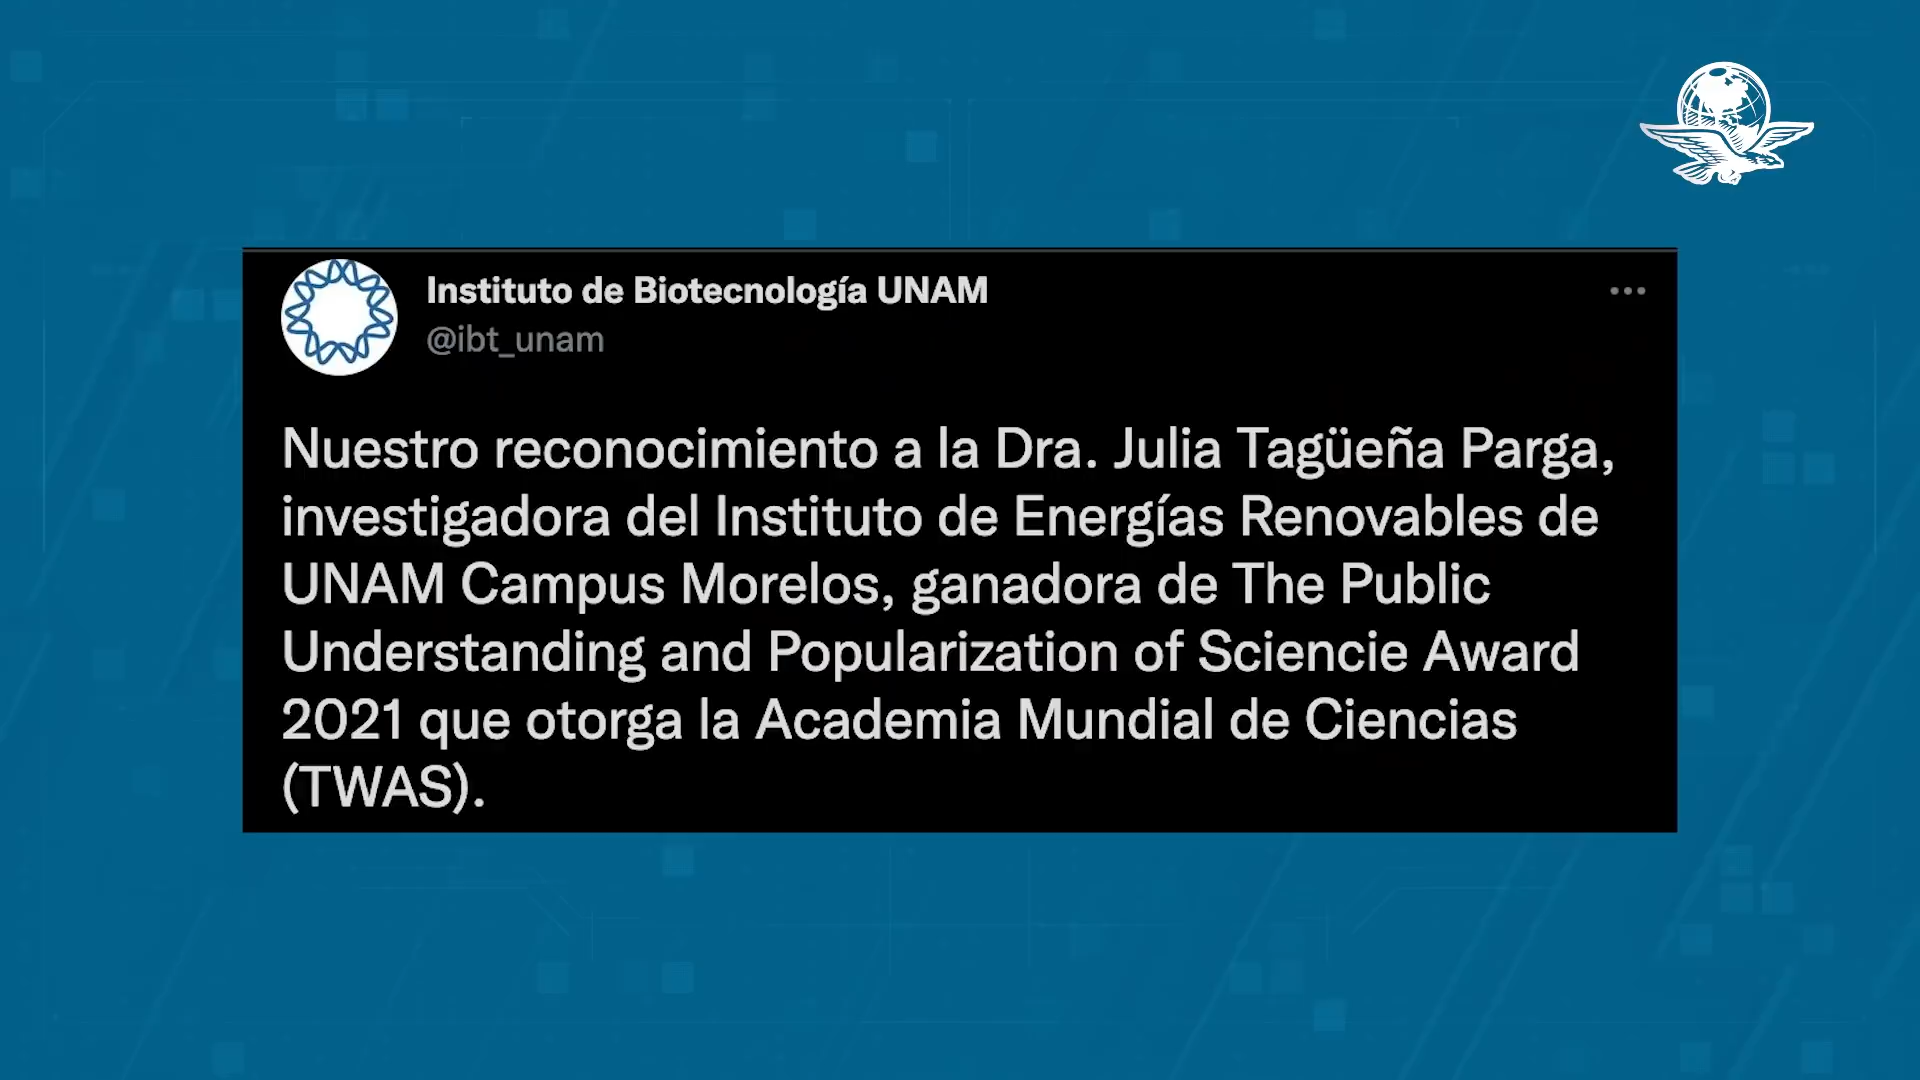 Instituto de Biotecnología UNAM
@ibt_unam
Nuestro reconocimiento a la Dra. Julia Tagüeña Parga,
investigadora del Instituto de Energías Renovables de
UNAM Campus Morelos, ganadora de The Public
Understanding and Popularization of Sciencie Award
2021 que otorga la Academia Mundial de Ciencias
(TWAS).